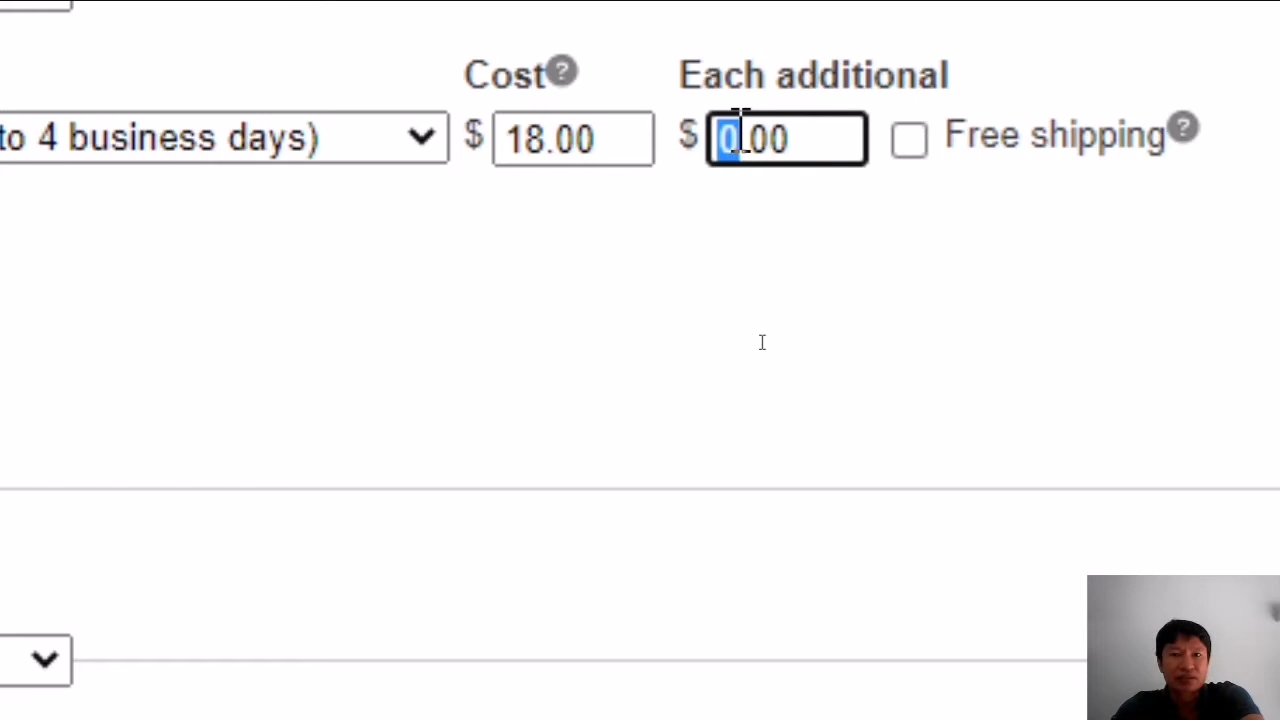 Cost ? Each additional
to 4 business days) $ 18.00 $ 0.00 Free shipping ?